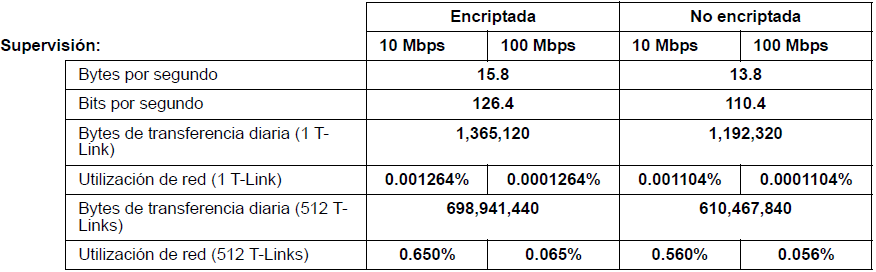 Encriptada No encriptada
Supervisión: 10 Mbps 100 Mbps 10 Mbps 100 Mbps
Bytes por segundo 15.8 13.8
Bits por segundo 126.4 110.4
Bytes de transferencia diaria (1 T- 1,365,120 1,192,320
Link)
Utilización de red (1 T-Link) 0.001264% 0.0001264% 0.001104% 0.0001104%
Bytes de transferencia diaria (512 T- 698,941,440 610,467,840
Links)
Utilización de red (512 T-Links) 0.650% 0.065% 0.560% 0.056%